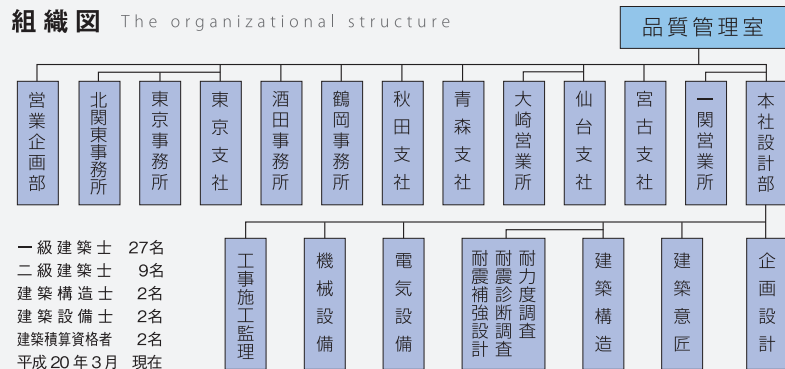 組織図 The organizational structure
品質管理室
営業企画部
北関東事務所
東京事務所
東京支社
酒田事務所
鶴岡事務所
秋田支社
青森支社
大崎営業所
仙台支社
宮古支社
一関営業所
本社設計部
工事施工監理
機械設備
電気設備
耐力度調査
耐震診断調査
耐震補強設計
建築構造
建築意匠
企画設計
一級建築士 27名
二級建築士 9名
建築構造士 2名
建築設備士 2名
建築積算資格者 2名
平成20年3月 現在